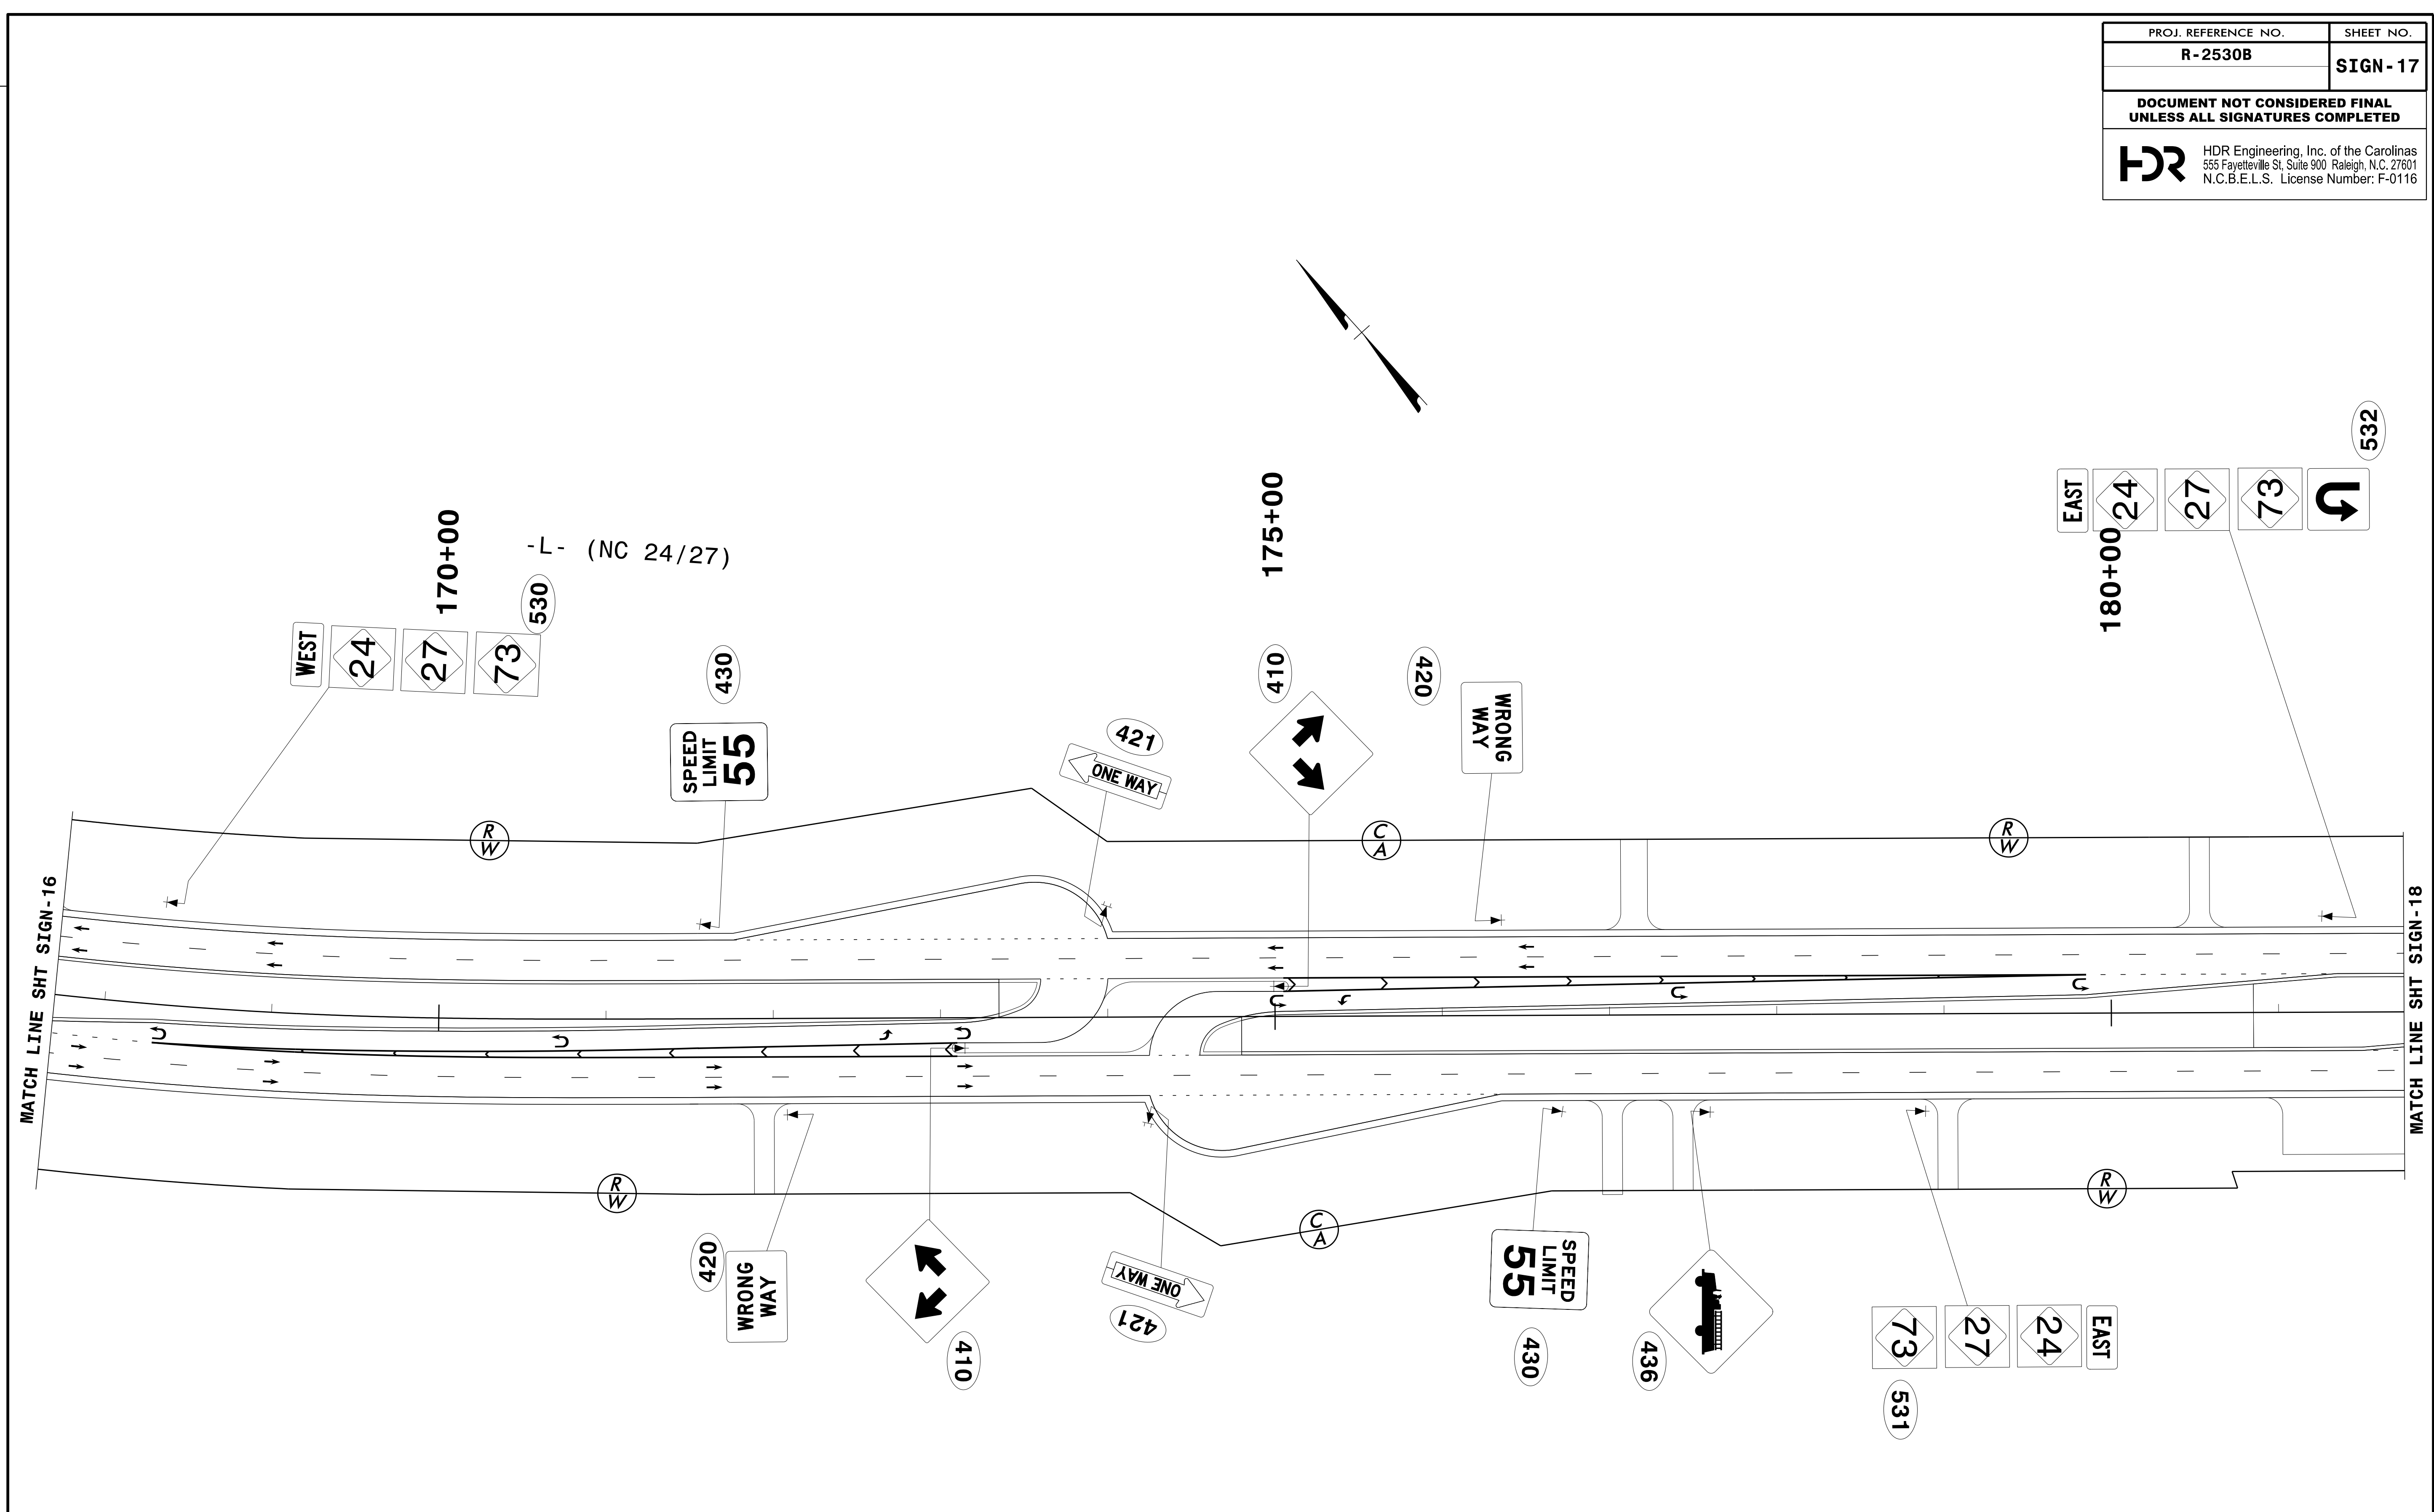 PROJ. REFERENCE NO.
SHEET NO.
R-2530B
SIGN-17
DOCUMENT NOT CONSIDERED FINAL
UNLESS ALL SIGNATURES COMPLETED
HDR
HDR Engineering, Inc. of the Carolinas
555 Fayetteville St, Suite 900 Raleigh, N.C. 27601
N.C.B.E.L.S. License Number: F-0116
532
EAST
24
27
73
180+00
175+00
170+00
-L- (NC 24/27)
530
WEST
24
27
73
430
SPEED
LIMIT
55
421
ONE WAY
410
420
WRONG
WAY
R
W
C
A
R
W
MATCH LINE SHT SIGN-16
MATCH LINE SHT SIGN-18
R
W
C
A
R
W
420
WRONG
WAY
410
ONE WAY
421
SPEED
LIMIT
55
430
436
73
27
24
EAST
531